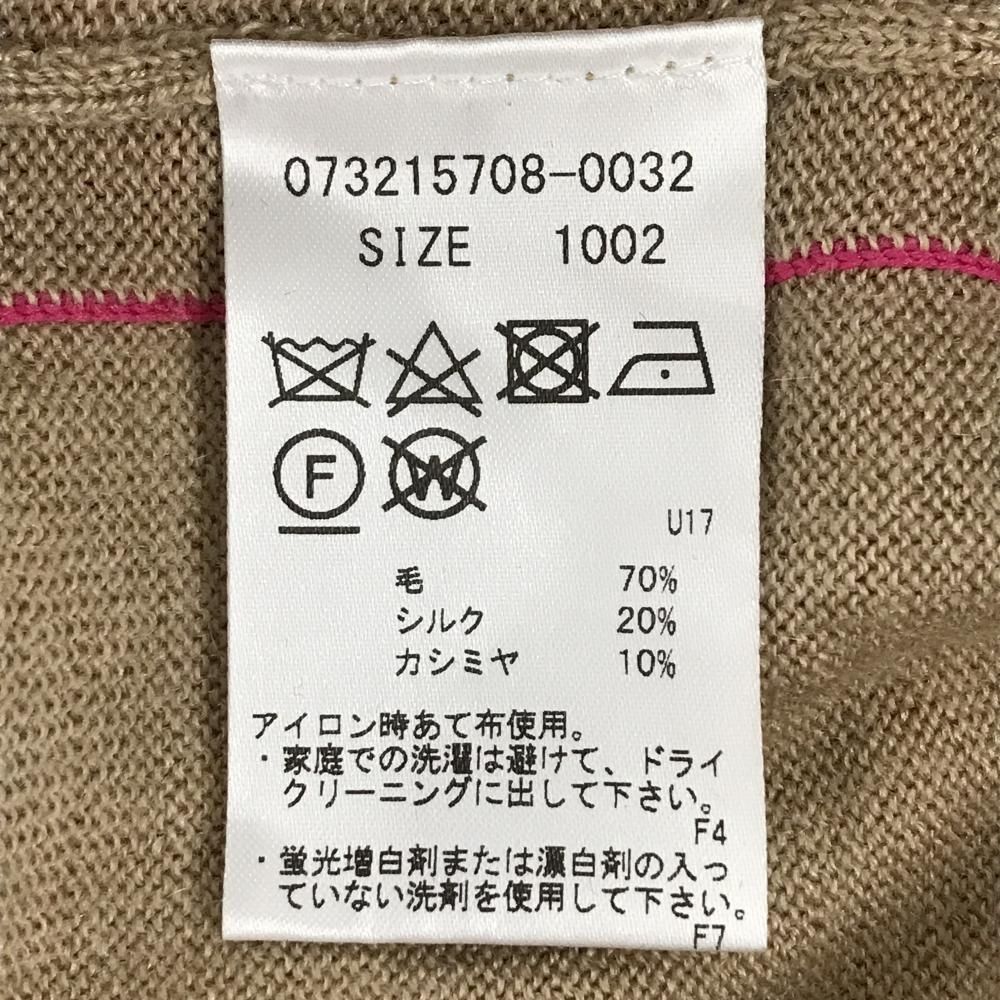 073215708-0032
SIZE 1002
F W
U17
毛 70%
シルク 20%
カシミヤ 10%
アイロン時あて布使用。
・家庭での洗濯は避けて、ドライ
クリーニングに出して下さい。
F4
・蛍光増白剤または漂白剤の入っ
ていない洗剤を使用して下さい。
F7